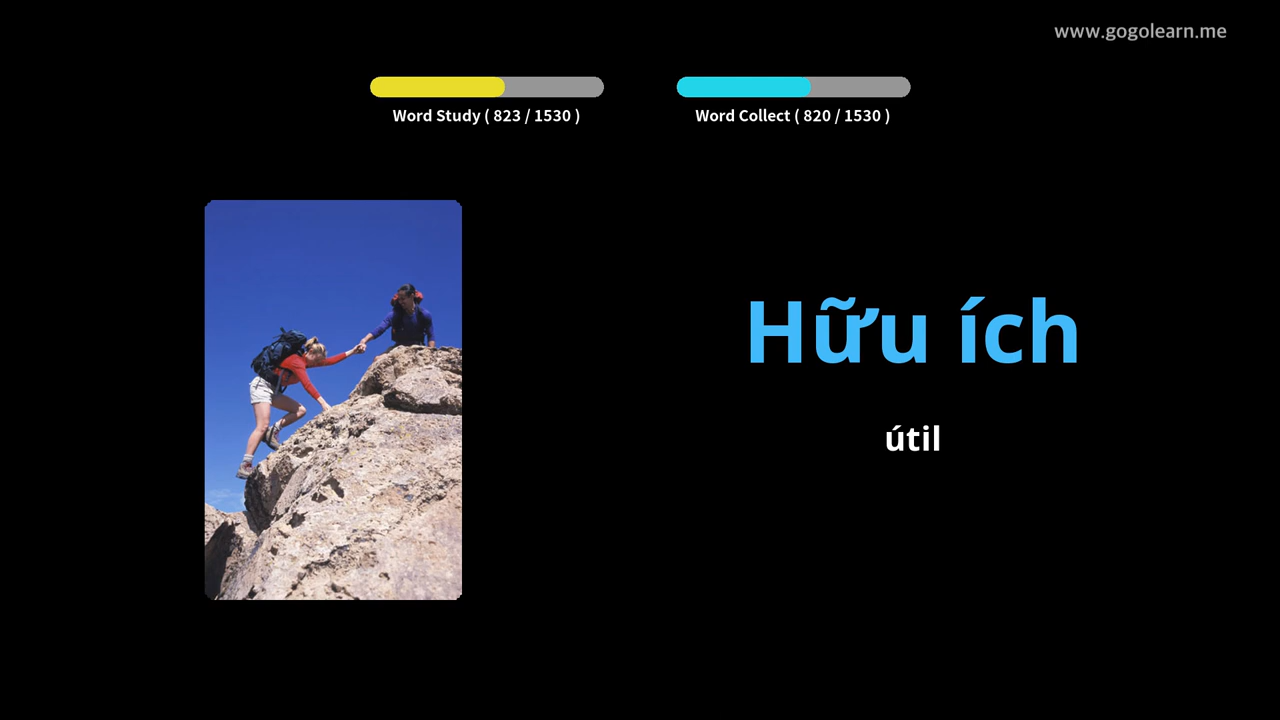 www.gogolearn.me
Word Study ( 823 / 1530 )
Word Collect ( 820 / 1530 )
Hữu ích
útil